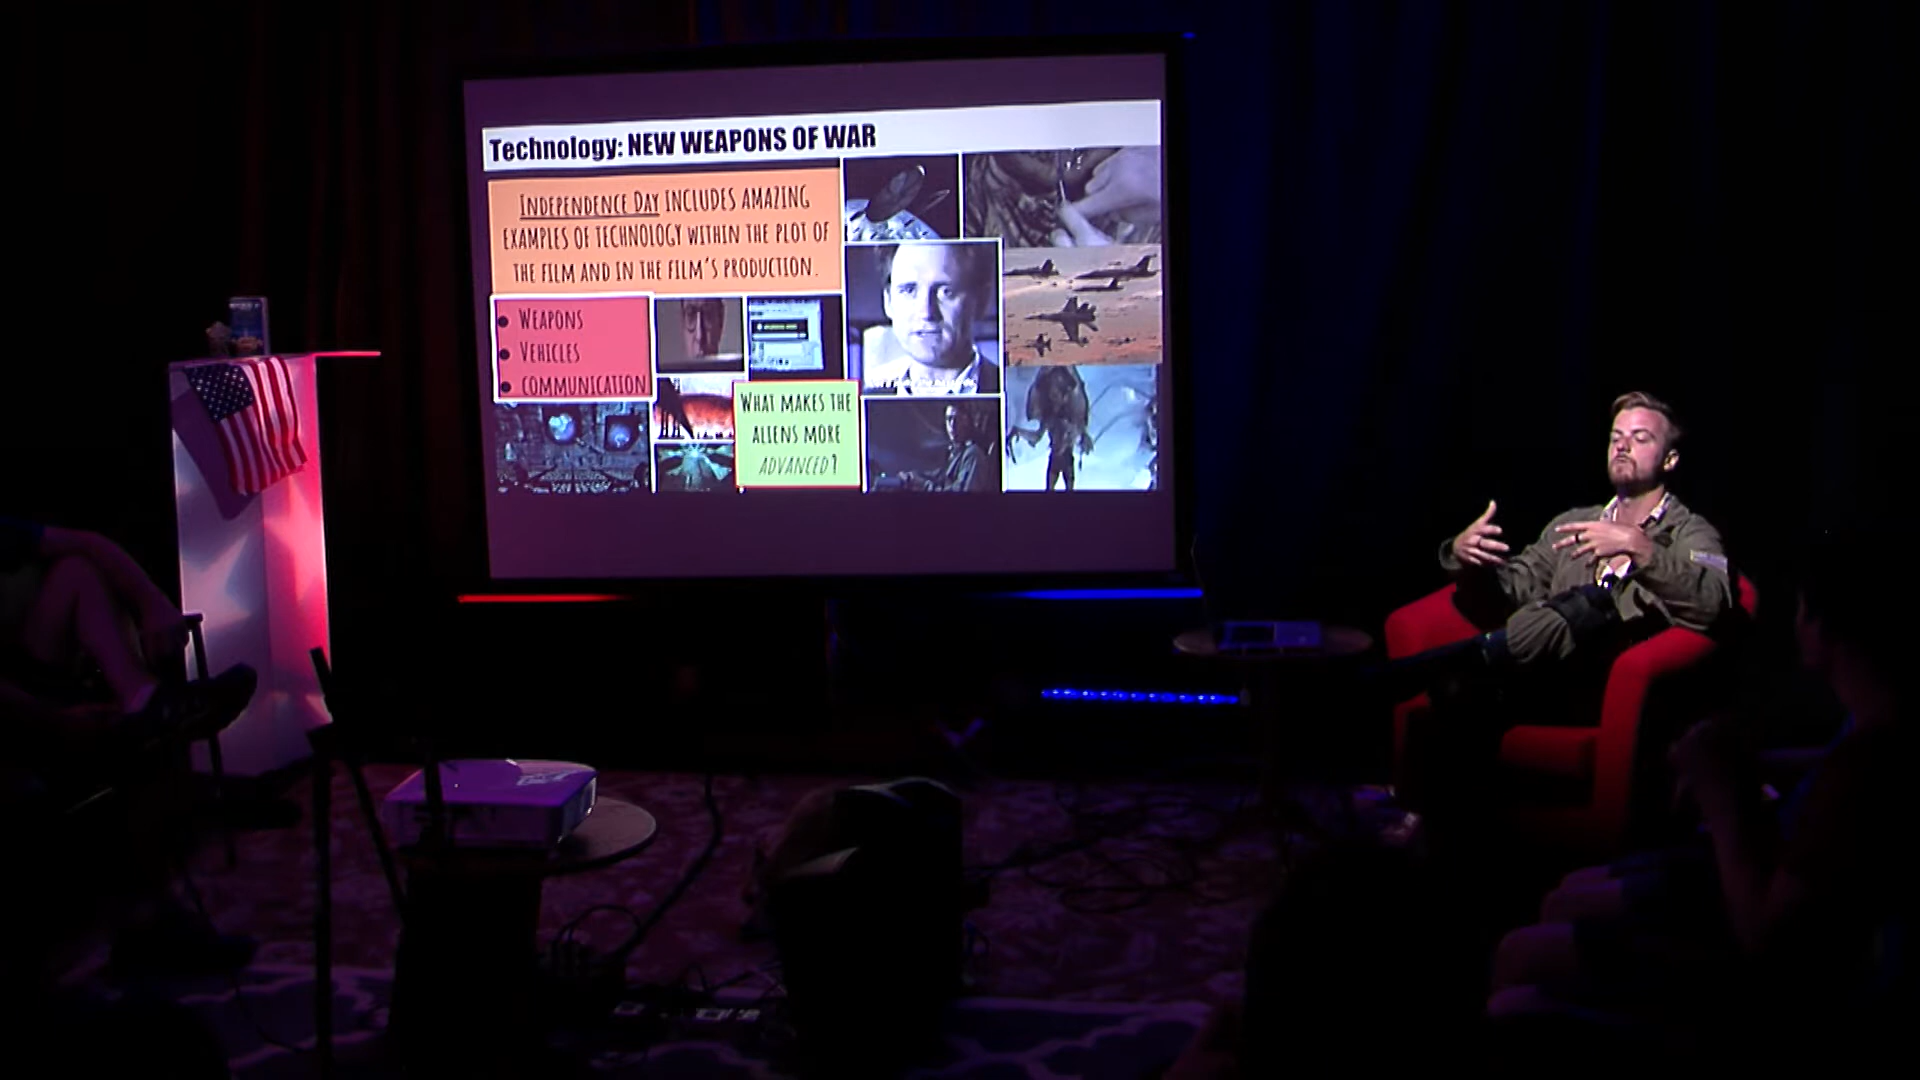 Technology: NEW WEAPONS OF WAR
INDEPENDENCE DAY INCLUDES AMAZING
EXAMPLES OF TECHNOLOGY WITHIN THE PLOT OF
THE FILM AND IN THE FILM'S PRODUCTION.
• WEAPONS
• VEHICLES
• COMMUNICATION
WHAT MAKES THE
ALIENS MORE
ADVANCED?